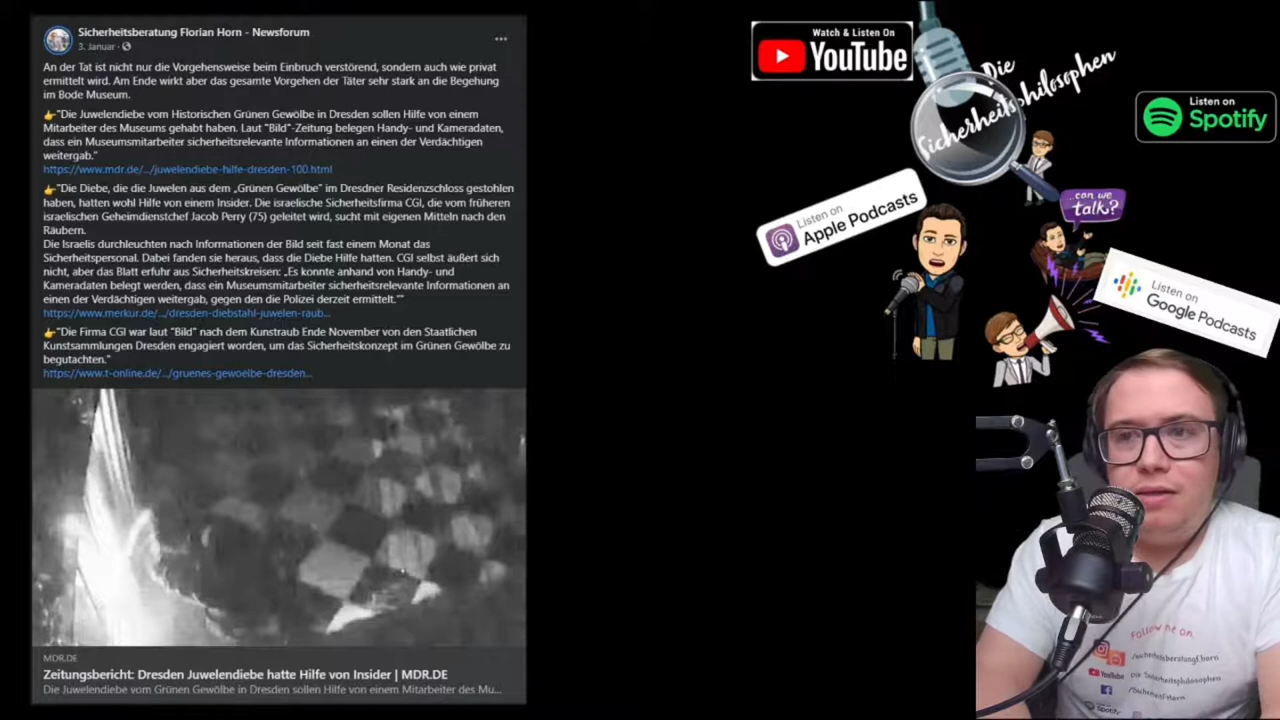 Sicherheitsberatung Florian Horn - Newsforum
3. Januar ·
An der Tat ist nicht nur die Vorgehensweise beim Einbruch verstörend, sondern auch wie privat
ermittelt wird. Am Ende wirkt aber das gesamte Vorgehen der Täter sehr stark an die Begehung
im Bode Museum.
👉"Die Juwelendiebe vom Historischen Grünen Gewölbe in Dresden sollen Hilfe von einem
Mitarbeiter des Museums gehabt haben. Laut "Bild"-Zeitung belegen Handy- und Kameradaten,
dass ein Museumsmitarbeiter sicherheitsrelevante Informationen an einen der Verdächtigen
weitergab."
https://www.mdr.de/.../juwelendiebe-hilfe-dresden-100.html
👉"Die Diebe, die die Juwelen aus dem „Grünen Gewölbe" im Dresdner Residenzschloss gestohlen
haben, hatten wohl Hilfe von einem Insider. Die israelische Sicherheitsfirma CGI, die vom früheren
israelischen Geheimdienstchef Jacob Perry (75) geleitet wird, sucht mit eigenen Mitteln nach den
Räubern.
Die Israelis durchleuchten nach Informationen der Bild seit fast einem Monat das
Sicherheitspersonal. Dabei fanden sie heraus, dass die Diebe Hilfe hatten. CGI selbst äußert sich
nicht, aber das Blatt erfuhr aus Sicherheitskreisen: „Es konnte anhand von Handy- und
Kameradaten belegt werden, dass ein Museumsmitarbeiter sicherheitsrelevante Informationen an
einen der Verdächtigen weitergab, gegen den die Polizei derzeit ermittelt.""
https://www.merkur.de/.../dresden-diebstahl-juwelen-raub...
👉"Die Firma CGI war laut "Bild" nach dem Kunstraub Ende November von den Staatlichen
Kunstsammlungen Dresden engagiert worden, um das Sicherheitskonzept im Grünen Gewölbe zu
begutachten."
https://www.t-online.de/.../gruenes-gewoelbe-dresden...
MDR.DE
Zeitungsbericht: Dresden Juwelendiebe hatte Hilfe von Insider | MDR.DE
Die Juwelendiebe vom Grünen Gewölbe in Dresden sollen Hilfe von einem Mitarbeiter des Mu...
Watch & Listen On
YouTube
Die
Sicherheitsphilosophen
Listen on
Spotify
Listen on
Apple Podcasts
...can we
talk?
Listen on
Google Podcasts
Follow me on
YouTube
Die Sicherheitsphilosophen
Spotify